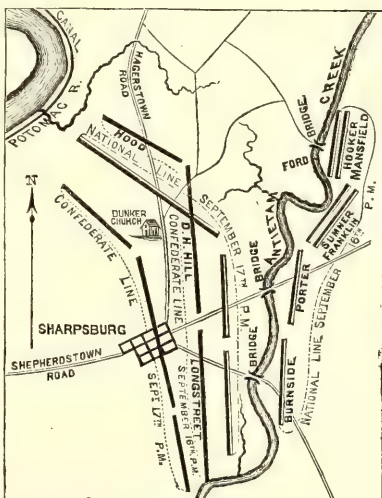 CANAL
POTOMAC R.
HAGERSTOWN
ROAD
HOOD
NATIONAL LINE
SEPTEMBER 17TH P.M.
DUNKER
CHURCH
D.H. HILL
CONFEDERATE LINE
LONGSTREET
SEPTEMBER 16TH, P.M.
CONFEDERATE LINE
SEPT. 17TH P.M.
N
SHARPSBURG
SHEPHERDSTOWN
ROAD
ANTIETAM
CREEK
FORD
BRIDGE
BRIDGE
BRIDGE
HOOKER
MANSFIELD
SUMNER
FRANKLIN
PORTER
BURNSIDE
NATIONAL LINE SEPTEMBER 16TH P.M.